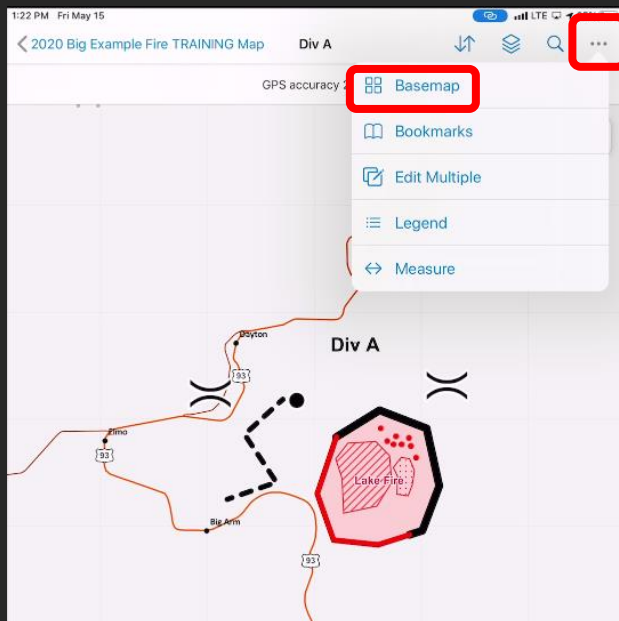 1:22 PM Fri May 15
LTE
2020 Big Example Fire TRAINING Map Div A
GPS accuracy
Basemap
Bookmarks
Edit Multiple
Legend
Measure
Dayton
Div A
93
Elmo
93
Lake Fire
Big Arm
93